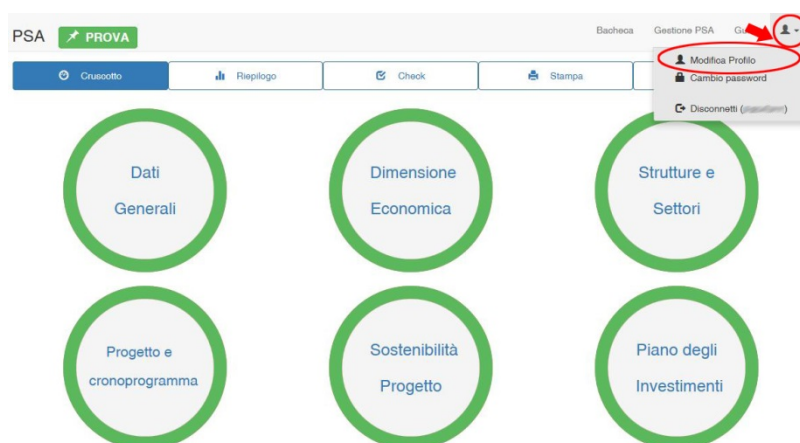 PSA PROVA Bacheca Gestione PSA
Modifica Profilo
Cambio password
Disconnetti ( )
Cruscotto Riepilogo Check Stampa
Dati
Generali
Dimensione
Economica
Strutture e
Settori
Progetto e
cronoprogramma
Sostenibilità
Progetto
Piano degli
Investimenti